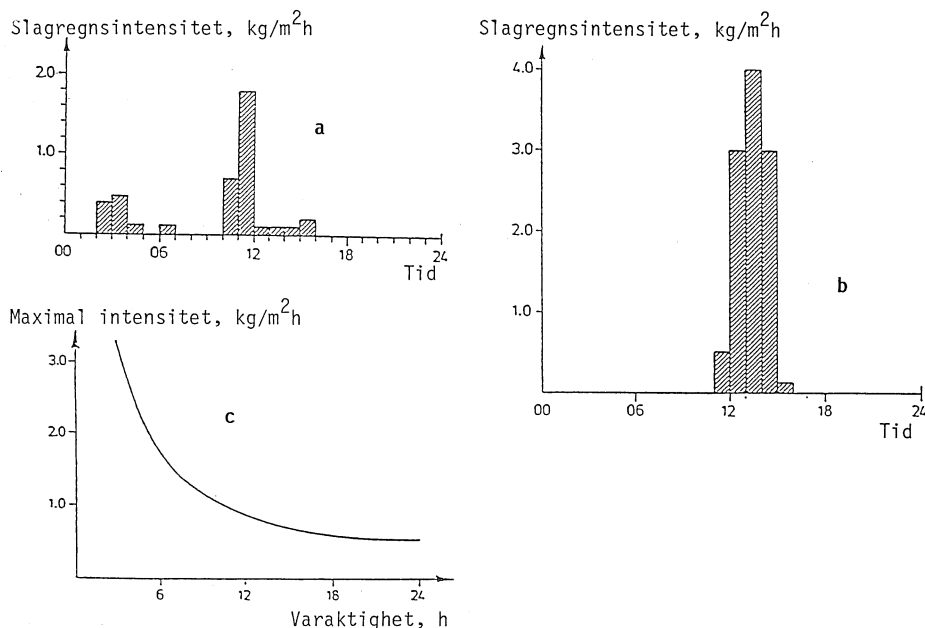 Slagregnsintensitet, kg/m²h
2.0
1.0
a
00 06 12 18 24
Tid
Slagregnsintensitet, kg/m²h
4.0
3.0
2.0
1.0
b
00 06 12 18 24
Tid
Maximal intensitet, kg/m²h
3.0
2.0
1.0
c
6 12 18 24
Varaktighet, h